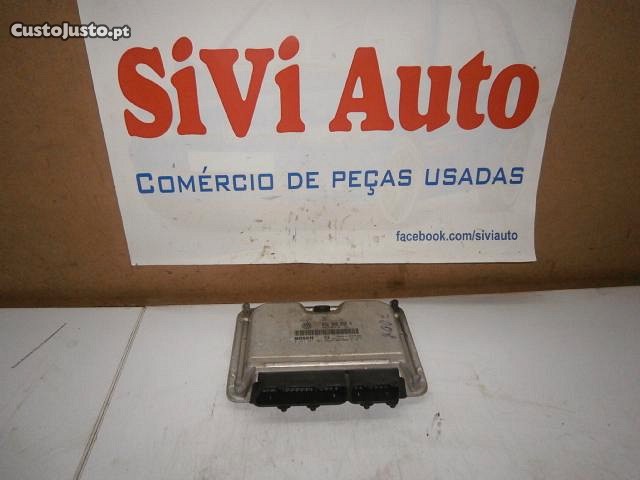 CustoJusto.pt
SiVi Auto
COMÉRCIO DE PEÇAS USADAS
facebook.com/siviauto
BOSCH